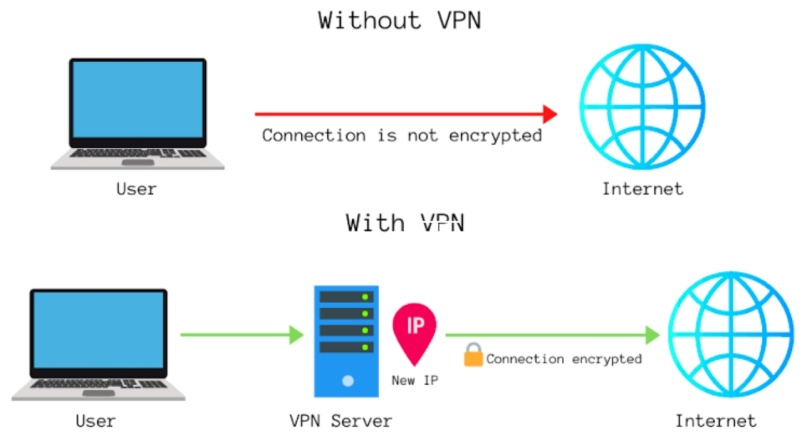 Without VPN
Connection is not encrypted
User
Internet
With VPN
IP
New IP
Connection encrypted
User
VPN Server
Internet